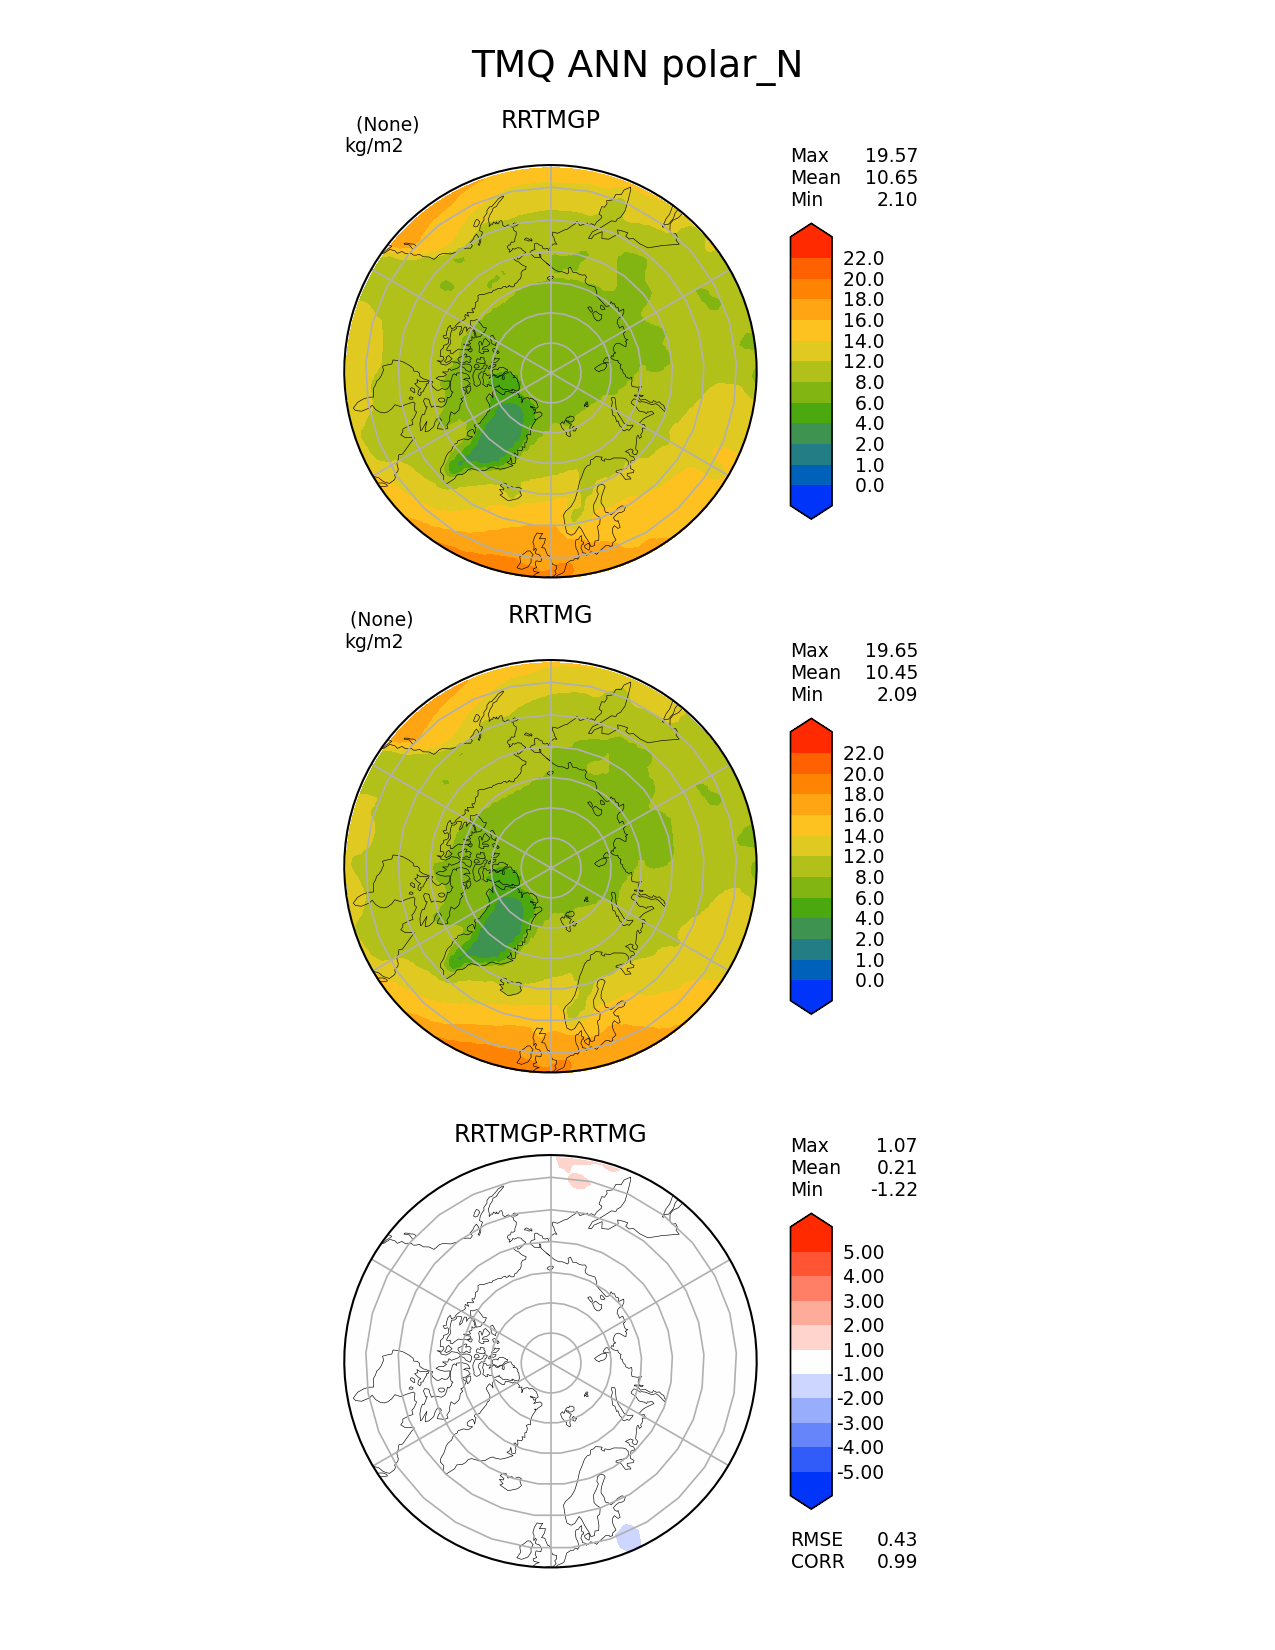 TMQ ANN polar_N
RRTMGP
(None)
kg/m2
Max 19.57
Mean 10.65
Min 2.10
22.0
20.0
18.0
16.0
14.0
12.0
8.0
6.0
4.0
2.0
1.0
0.0
RRTMG
(None)
kg/m2
Max 19.65
Mean 10.45
Min 2.09
22.0
20.0
18.0
16.0
14.0
12.0
8.0
6.0
4.0
2.0
1.0
0.0
RRTMGP-RRTMG
Max 1.07
Mean 0.21
Min -1.22
5.00
4.00
3.00
2.00
1.00
-1.00
-2.00
-3.00
-4.00
-5.00
RMSE 0.43
CORR 0.99